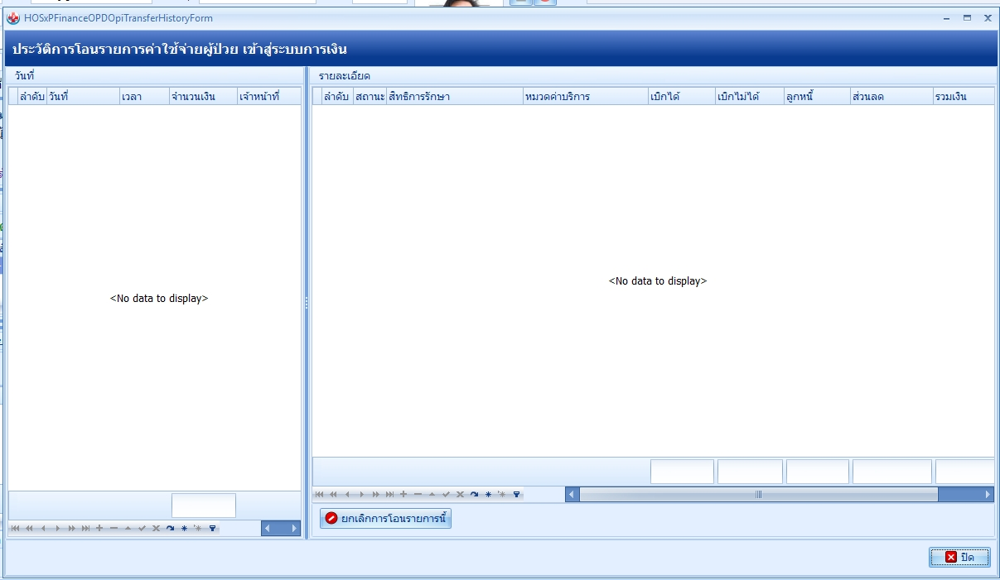 HOSxPFinanceOPDOpiTransferHistoryForm
ประวัติการโอนรายการค่าใช้จ่ายผู้ป่วย เข้าสู่ระบบการเงิน
วันที่
ลำดับ วันที่ เวลา จำนวนเงิน เจ้าหน้าที่
<No data to display>
รายละเอียด
ลำดับ สถานะ สิทธิการรักษา หมวดค่าบริการ เบิกได้ เบิกไม่ได้ ลูกหนี้ ส่วนลด รวมเงิน
<No data to display>
ยกเลิกการโอนรายการนี้
ปิด